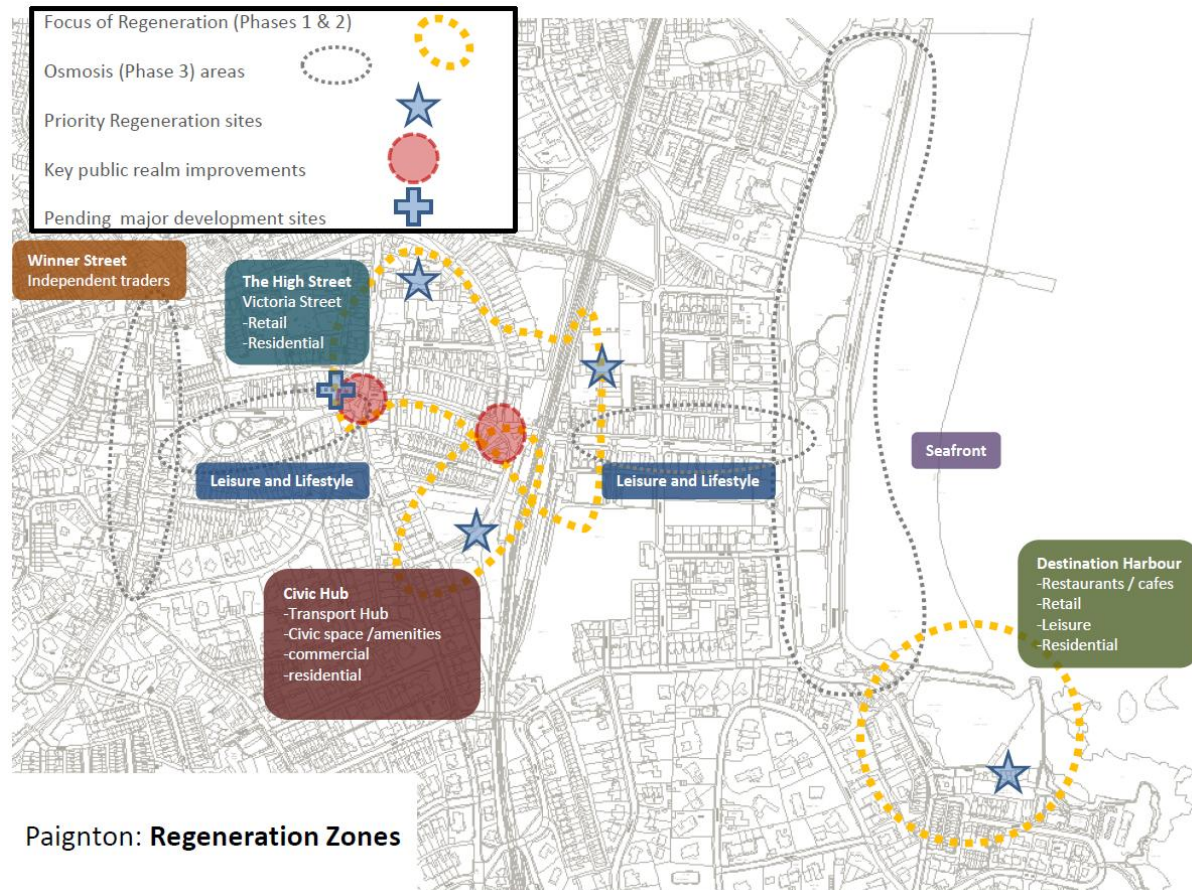 Focus of Regeneration (Phases 1 & 2)
Osmosis (Phase 3) areas
Priority Regeneration sites
Key public realm improvements
Pending major development sites
Winner Street
Independent traders
The High Street
Victoria Street
-Retail
-Residential
Leisure and Lifestyle
Leisure and Lifestyle
Seafront
Civic Hub
-Transport Hub
-Civic space /amenities
-commercial
-residential
Destination Harbour
-Restaurants / cafes
-Retail
-Leisure
-Residential
Paignton: Regeneration Zones